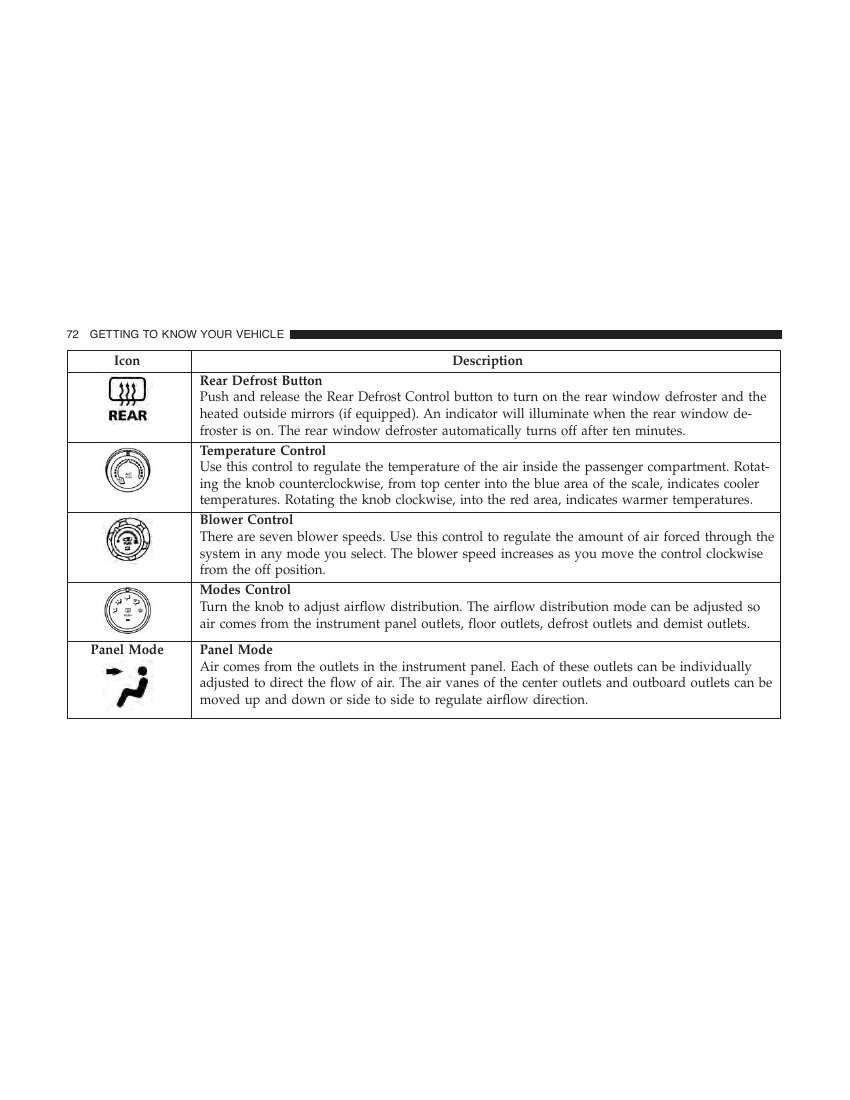 72 GETTING TO KNOW YOUR VEHICLE
Icon Description
REAR
Rear Defrost Button
Push and release the Rear Defrost Control button to turn on the rear window defroster and the
heated outside mirrors (if equipped). An indicator will illuminate when the rear window de-
froster is on. The rear window defroster automatically turns off after ten minutes.
Temperature Control
Use this control to regulate the temperature of the air inside the passenger compartment. Rotat-
ing the knob counterclockwise, from top center into the blue area of the scale, indicates cooler
temperatures. Rotating the knob clockwise, into the red area, indicates warmer temperatures.
Blower Control
There are seven blower speeds. Use this control to regulate the amount of air forced through the
system in any mode you select. The blower speed increases as you move the control clockwise
from the off position.
Modes Control
Turn the knob to adjust airflow distribution. The airflow distribution mode can be adjusted so
air comes from the instrument panel outlets, floor outlets, defrost outlets and demist outlets.
Panel Mode
Panel Mode
Air comes from the outlets in the instrument panel. Each of these outlets can be individually
adjusted to direct the flow of air. The air vanes of the center outlets and outboard outlets can be
moved up and down or side to side to regulate airflow direction.